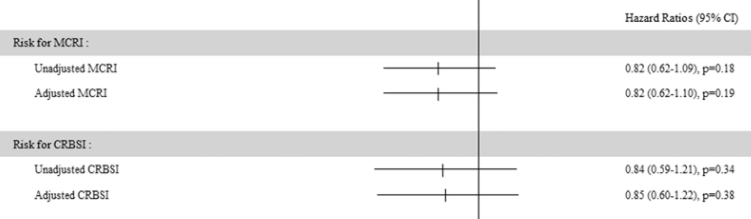 Hazard Ratios (95% CI)
Risk for MCRI :
Unadjusted MCRI 0.82 (0.62-1.09), p=0.18
Adjusted MCRI 0.82 (0.62-1.10), p=0.19
Risk for CRBSI :
Unadjusted CRBSI 0.84 (0.59-1.21), p=0.34
Adjusted CRBSI 0.85 (0.60-1.22), p=0.38